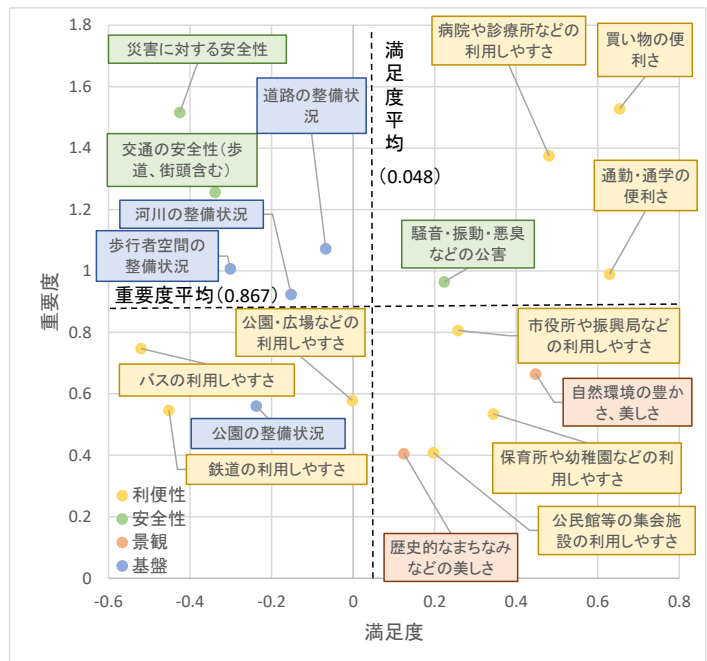 1.8
1.6
1.4
1.2
1
0.8
0.6
0.4
0.2
0
-0.6
-0.4
-0.2
0
0.2
0.4
0.6
0.8
重要度
満足度
災害に対する安全性
道路の整備状
況
交通の安全性(歩
道、街頭含む)
河川の整備状況
歩行者空間の
整備状況
重要度平均(0.867)
満足度平均
(0.048)
病院や診療所などの
利用しやすさ
買い物の便
利さ
通勤・通学の
便利さ
騒音・振動・悪臭
などの公害
公園・広場などの
利用しやすさ
バスの利用しやすさ
公園の整備状況
鉄道の利用しやすさ
市役所や振興局など
の利用しやすさ
自然環境の豊か
さ、美しさ
保育所や幼稚園などの利
用しやすさ
公民館等の集会施
設の利用しやすさ
歴史的なまちなみ
などの美しさ
利便性
安全性
景観
基盤